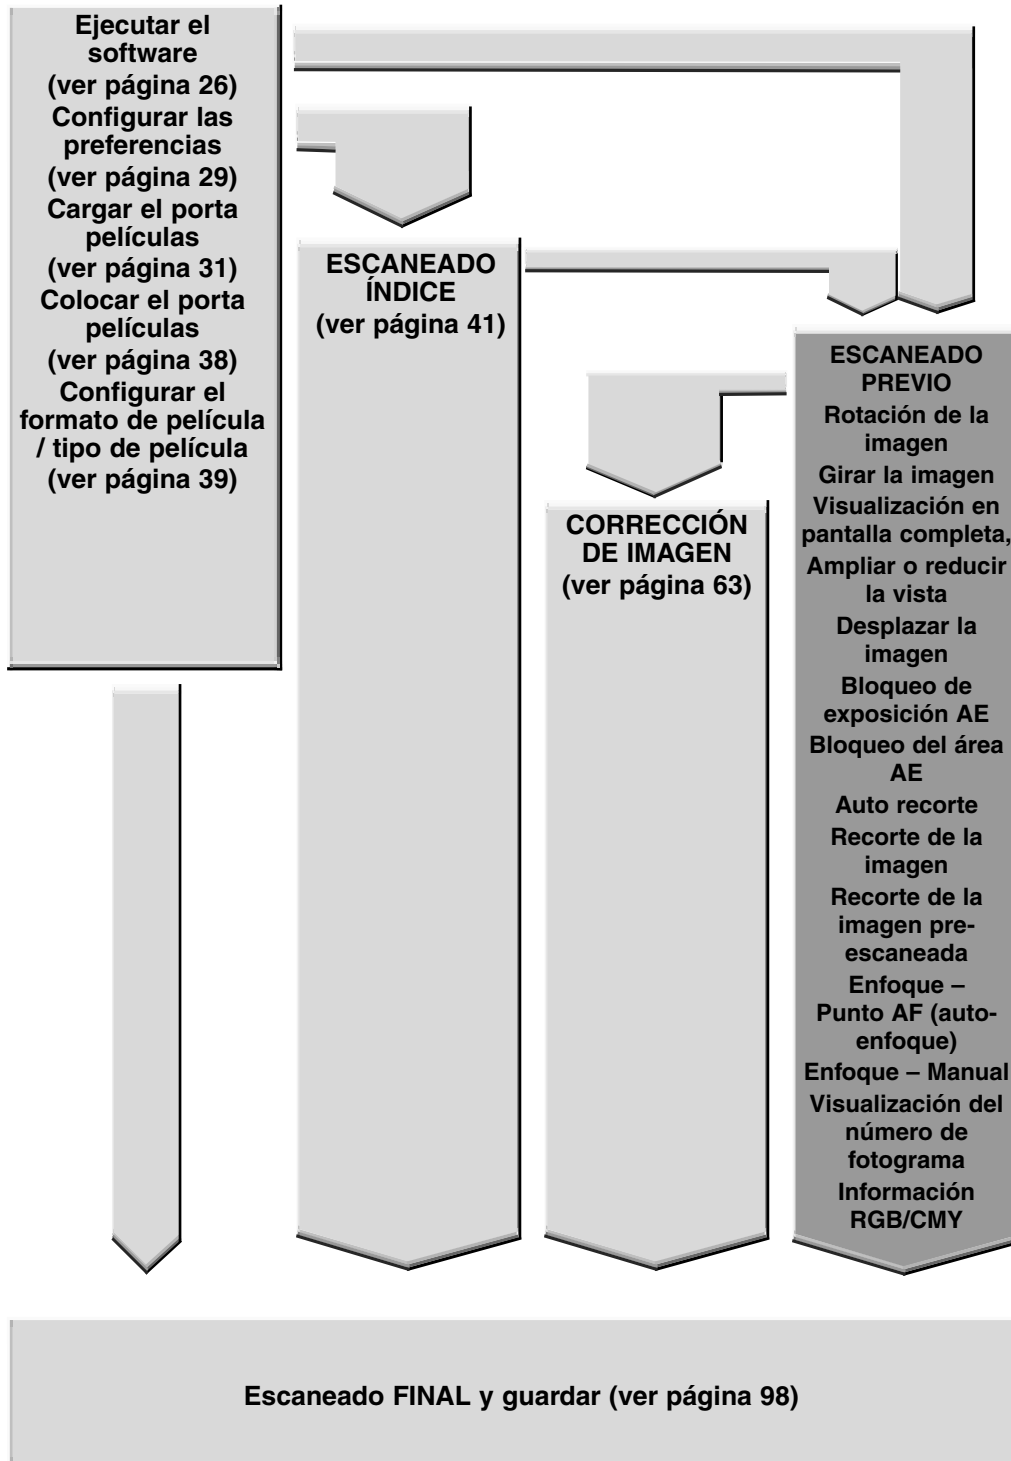 Ejecutar el
software
(ver página 26)
Configurar las
preferencias
(ver página 29)
Cargar el porta
películas
(ver página 31)
Colocar el porta
películas
(ver página 38)
Configurar el
formato de película
/ tipo de película
(ver página 39)
ESCANEADO
ÍNDICE
(ver página 41)
CORRECCIÓN
DE IMAGEN
(ver página 63)
ESCANEADO
PREVIO
Rotación de la
imagen
Girar la imagen
Visualización en
pantalla completa,
Ampliar o reducir
la vista
Desplazar la
imagen
Bloqueo de
exposición AE
Bloqueo del área
AE
Auto recorte
Recorte de la
imagen
Recorte de la
imagen pre-
escaneada
Enfoque –
Punto AF (auto-
enfoque)
Enfoque – Manual
Visualización del
número de
fotograma
Información
RGB/CMY
Escaneado FINAL y guardar (ver página 98)